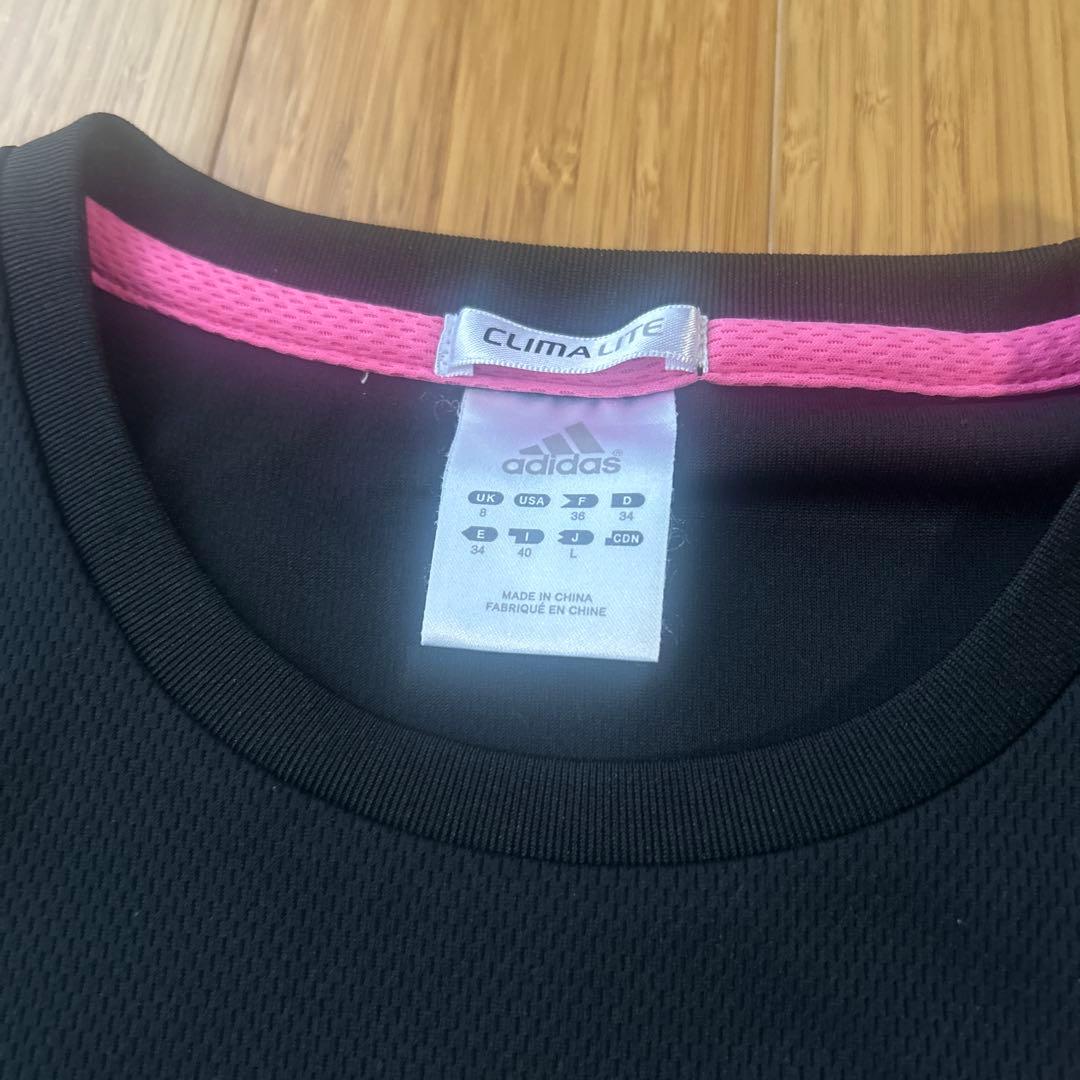 CLIMALITE
adidas®
UK USA F D
8 36 34
E I J CDN
34 40 L
MADE IN CHINA
FABRIQUÉ EN CHINE